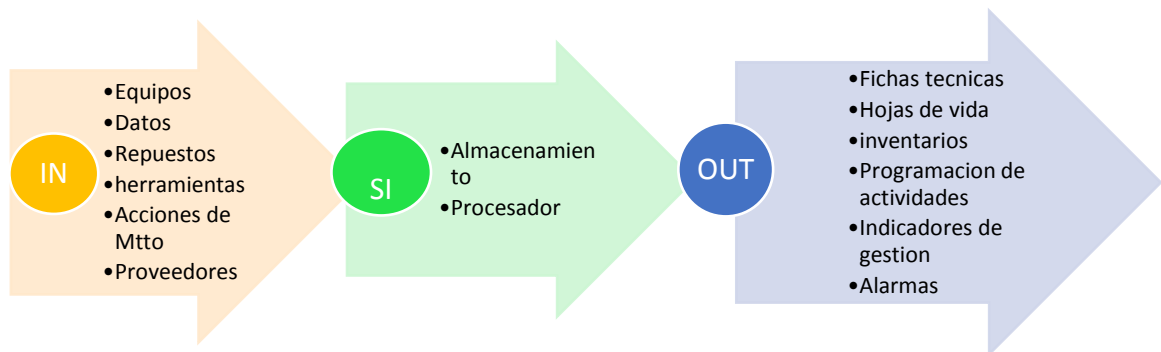 IN
•Equipos
•Datos
•Repuestos
•herramientas
•Acciones de
Mtto
•Proveedores
SI
•Almacenamien
to
•Procesador
OUT
•Fichas tecnicas
•Hojas de vida
•inventarios
•Programacion de
actividades
•Indicadores de
gestion
•Alarmas